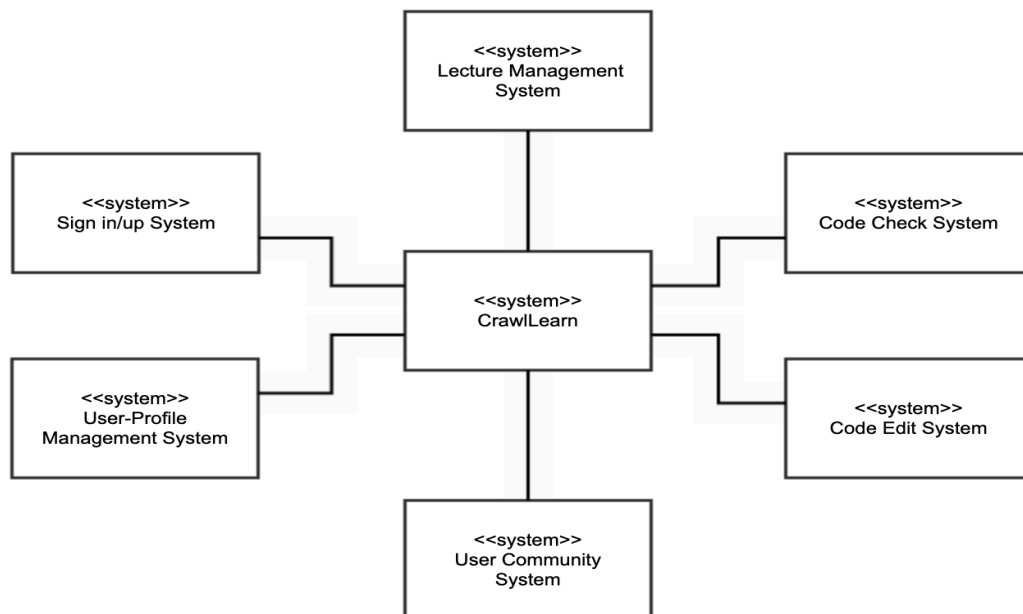 <<system>>
Lecture Management
System
<<system>>
Sign in/up System
<<system>>
Code Check System
<<system>>
CrawlLearn
<<system>>
User-Profile
Management System
<<system>>
Code Edit System
<<system>>
User Community
System